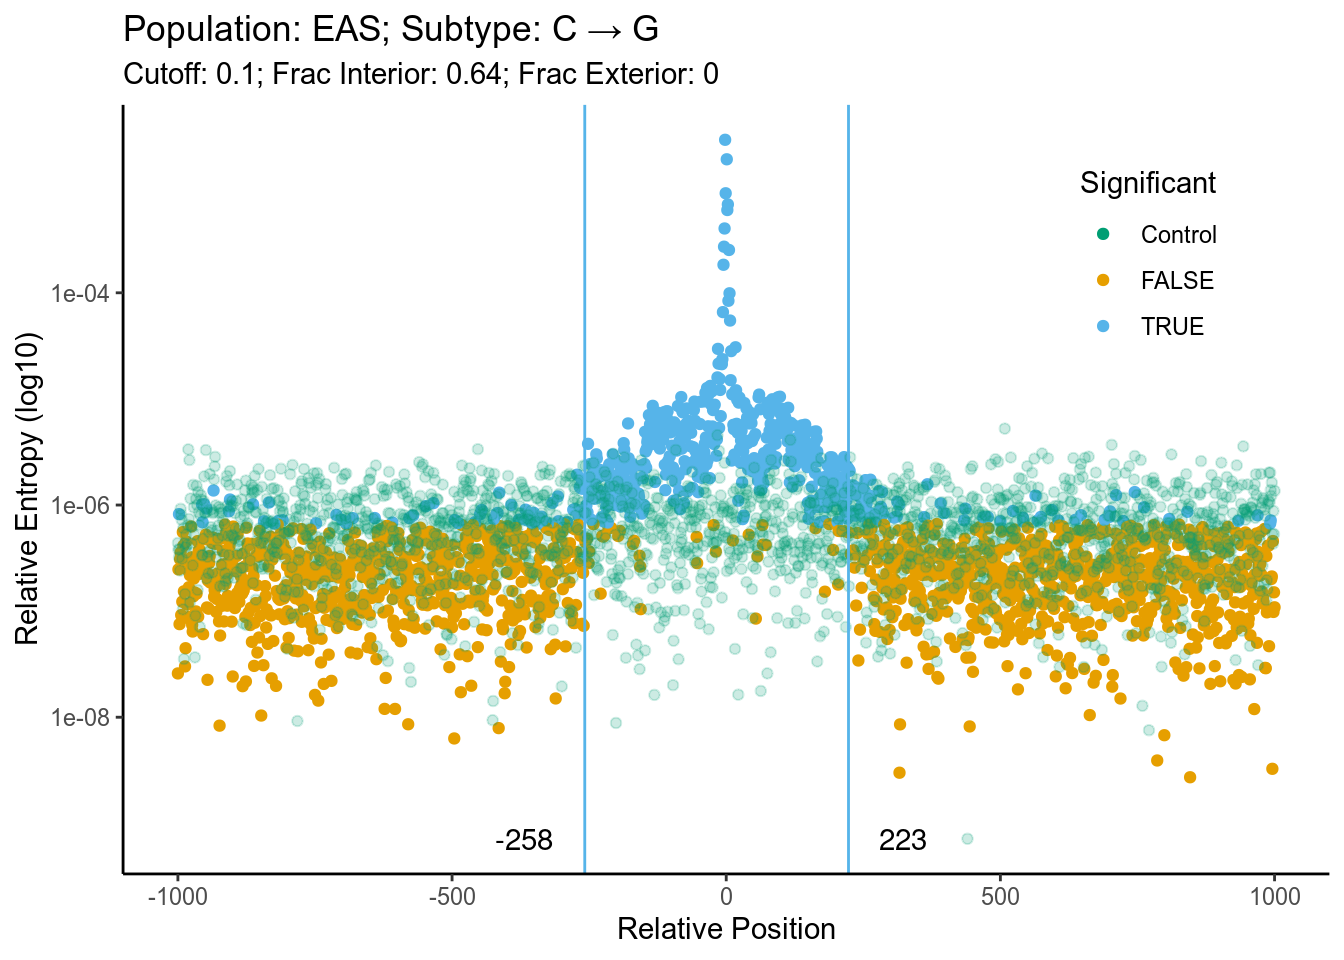 Population: EAS; Subtype: C → G
Cutoff: 0.1; Frac Interior: 0.64; Frac Exterior: 0
Significant
Control
FALSE
TRUE
1e-04
1e-06
1e-08
Relative Entropy (log10)
-258
223
-1000
-500
0
500
1000
Relative Position